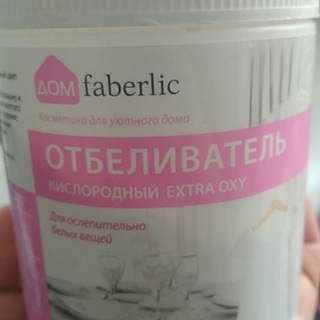 ДОМ faberlic
Косметика для уютного дома
ОТБЕЛИВАТЕЛЬ
КИСЛОРОДНЫЙ EXTRA OXY
Для ослепительно
белых вещей